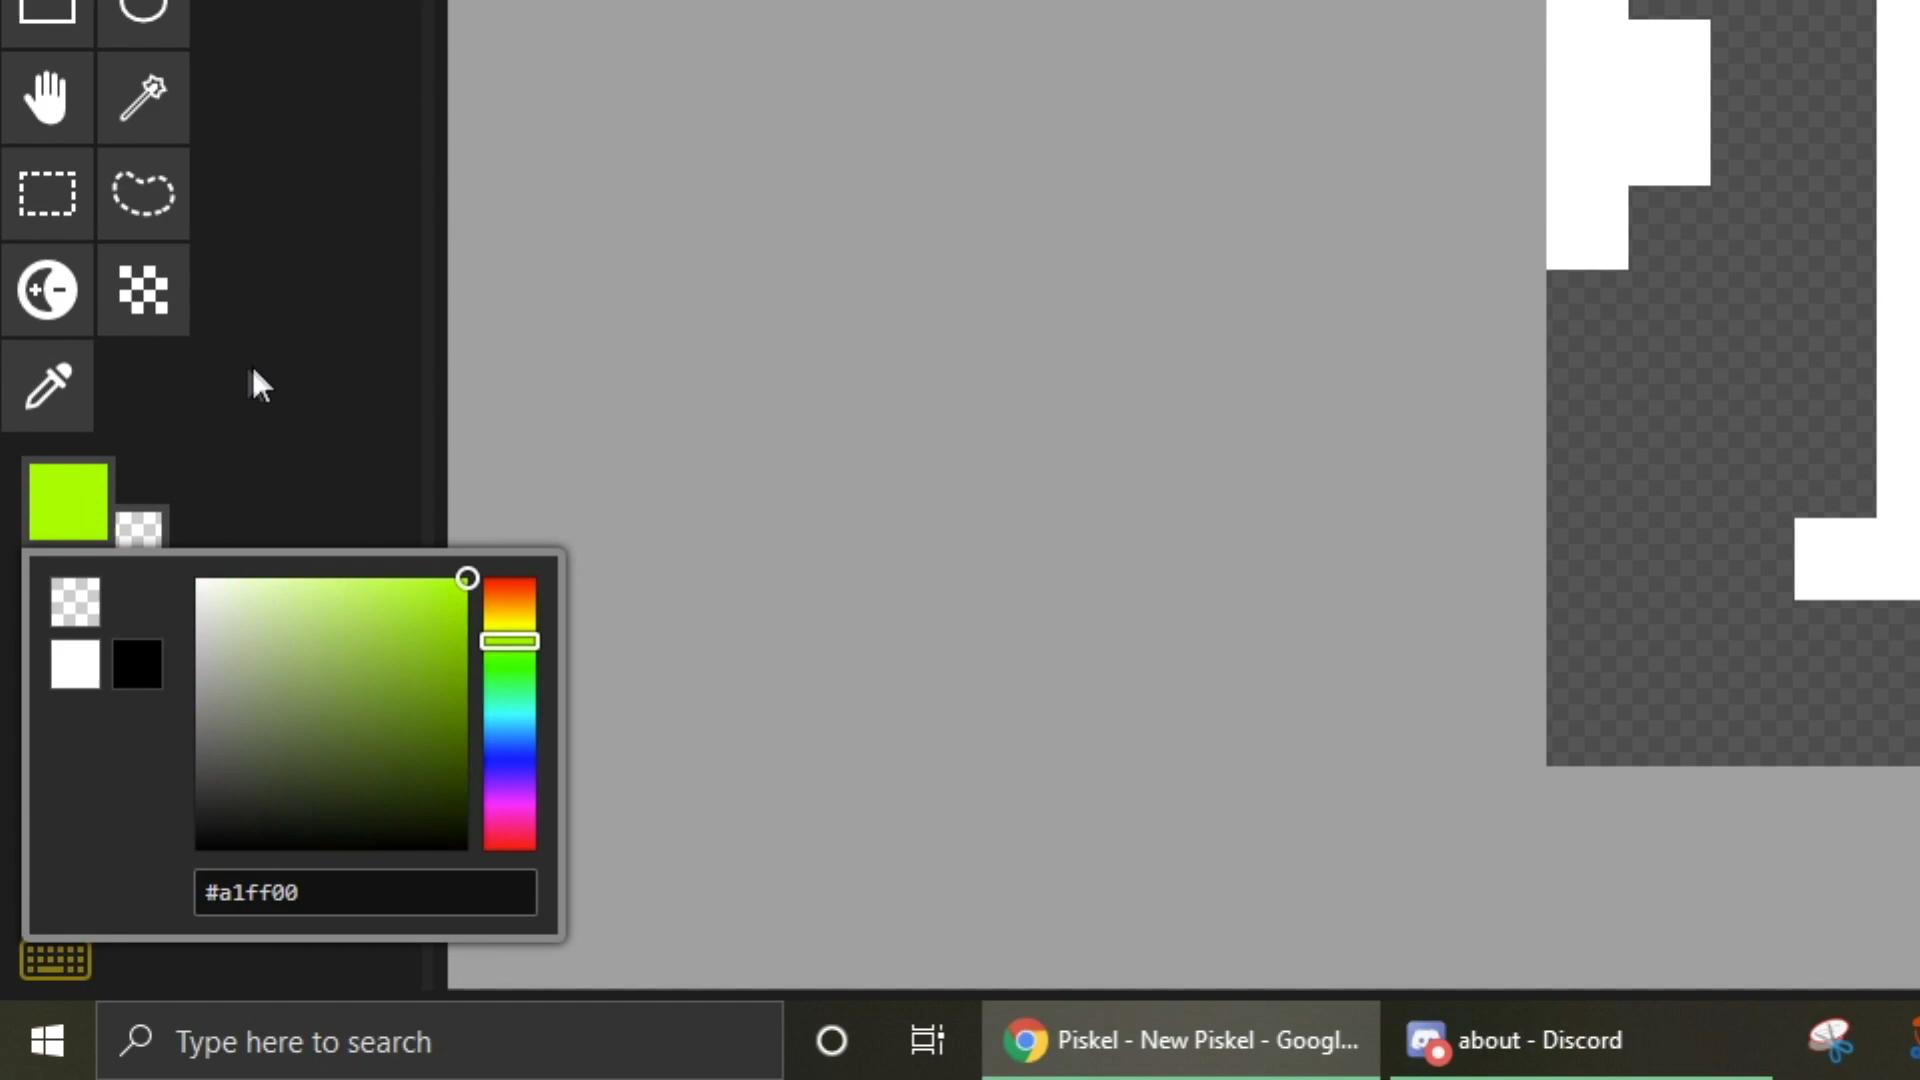 #a1ff00
Type here to search
Piskel - New Piskel - Googl...
about - Discord